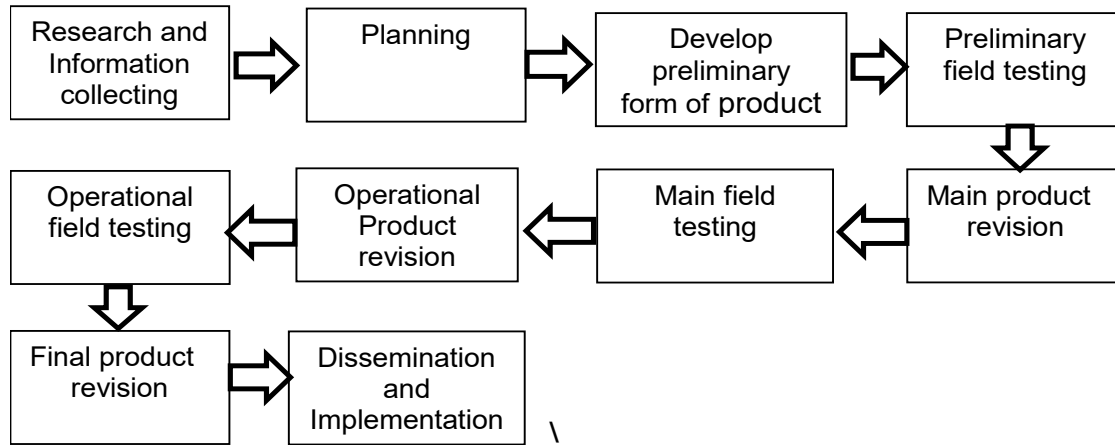 Research and
Information
collecting
Planning
Develop
preliminary
form of product
Preliminary
field testing
Main product
revision
Main field
testing
Operational
Product
revision
Operational
field testing
Final product
revision
Dissemination
and
Implementation
\